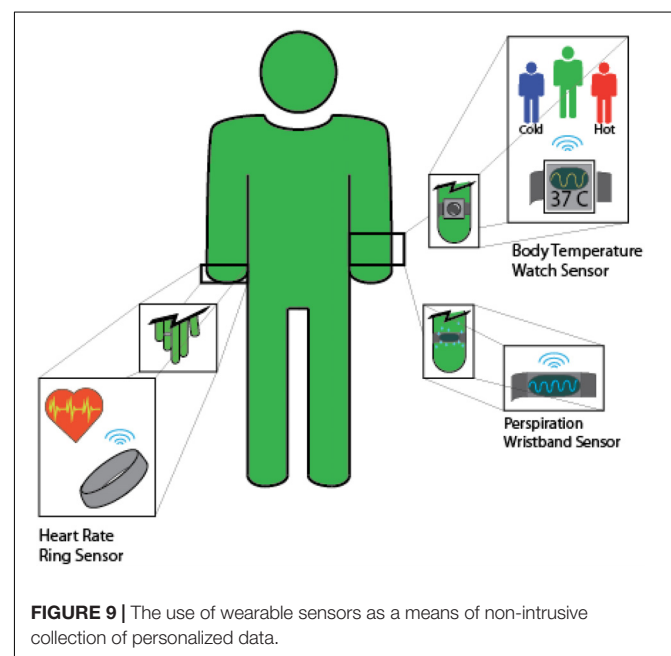 Cold
Hot
37 C
Body Temperature
Watch Sensor
Perspiration
Wristband Sensor
Heart Rate
Ring Sensor
FIGURE 9 | The use of wearable sensors as a means of non-intrusive
collection of personalized data.